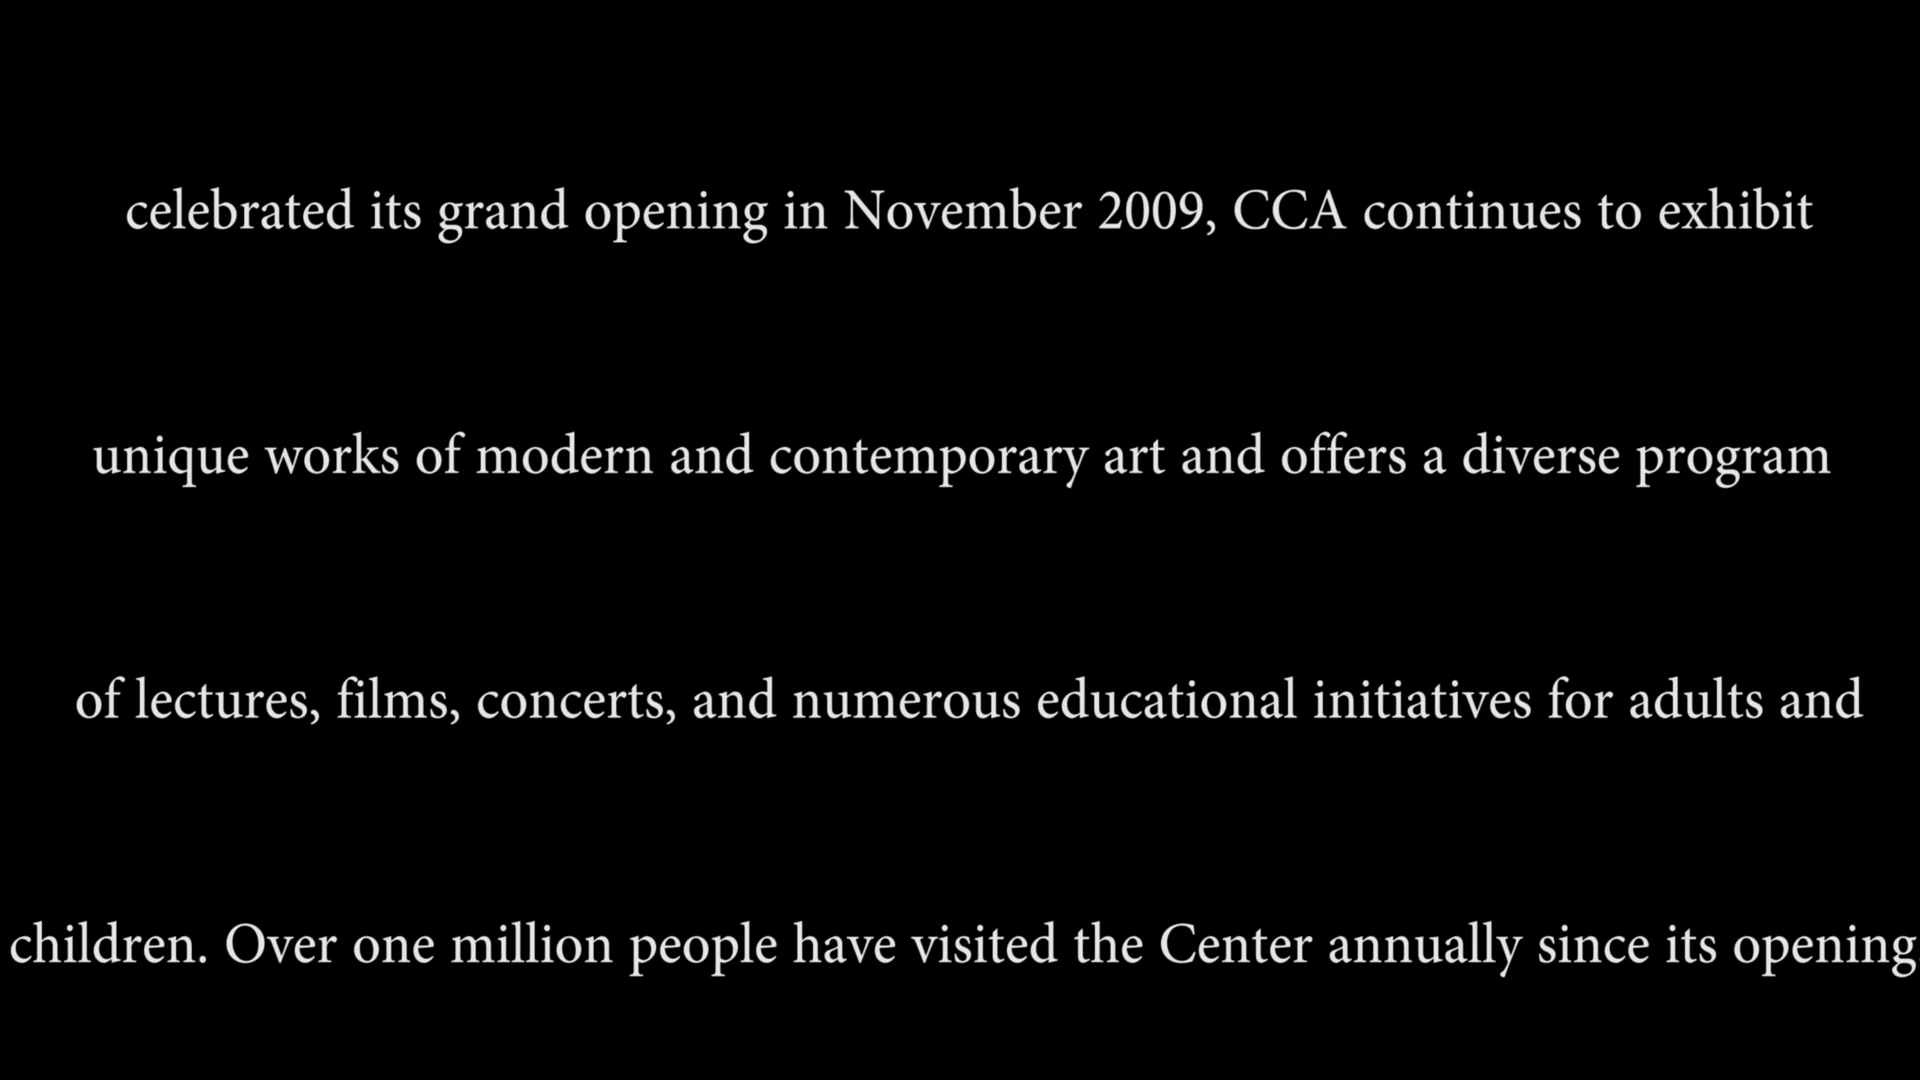 celebrated its grand opening in November 2009, CCA continues to exhibit
unique works of modern and contemporary art and offers a diverse program
of lectures, films, concerts, and numerous educational initiatives for adults and
children. Over one million people have visited the Center annually since its opening.